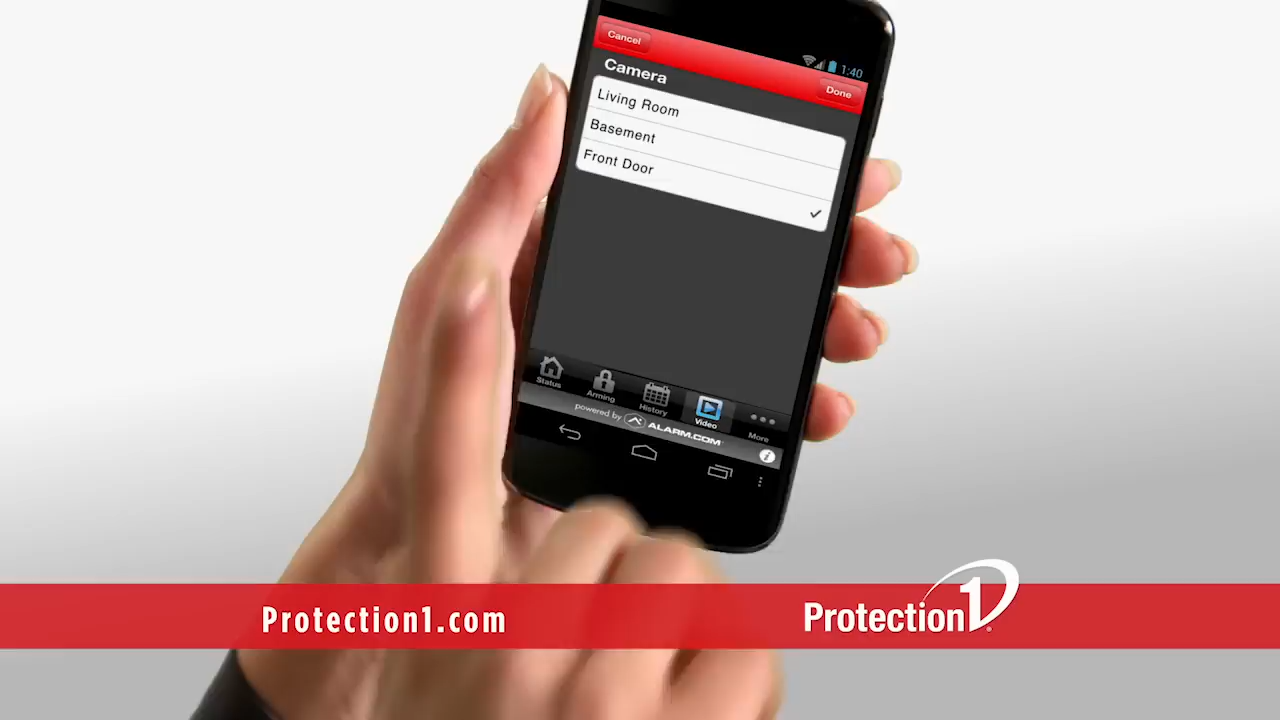 1:40
Cancel
Done
Camera
Living Room
Basement
Front Door
Status
Arming
History
Video
More
powered by ALARM.COM
Protection1.com
Protection1